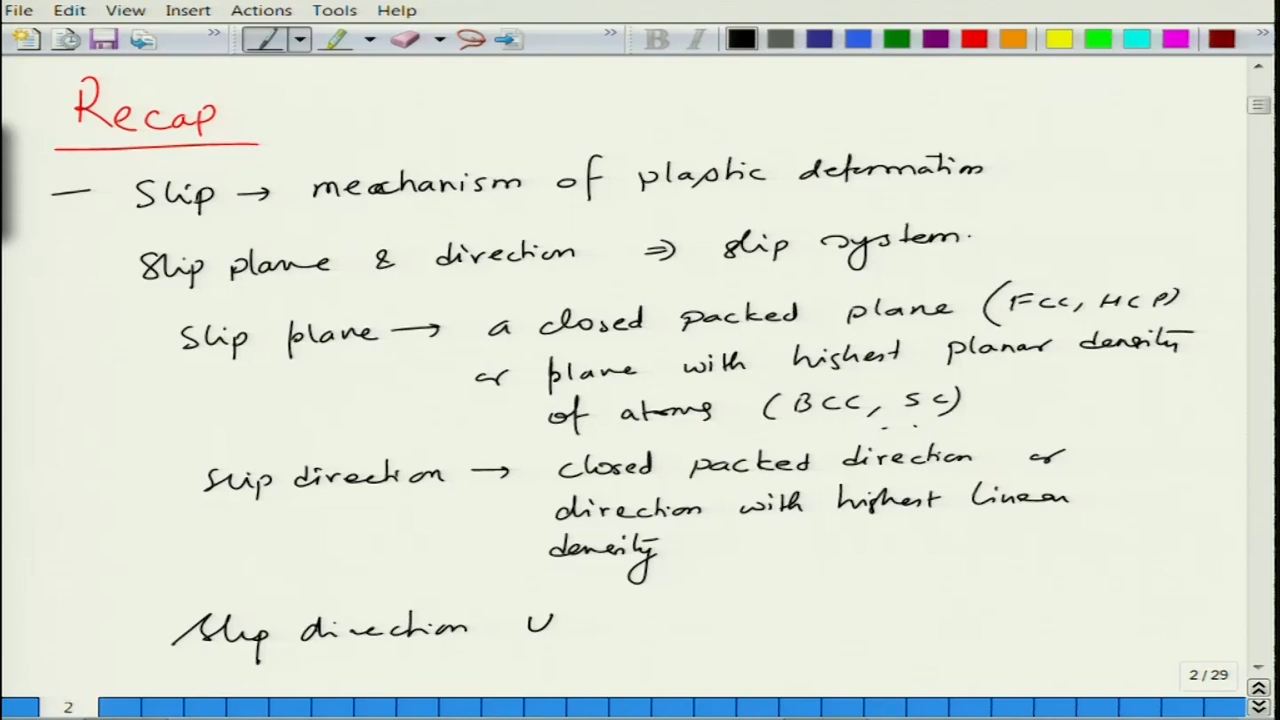 File Edit View Insert Actions Tools Help
Recap
— Slip → mechanism of plastic deformation
Slip plane & direction ⇒ slip system.
Slip plane → a closed packed plane (FCC, HCP)
or plane with highest planar density
of atoms (BCC, SC)
Slip direction → closed packed direction or
direction with highest linear
density
Slip direction U
2 / 29
2